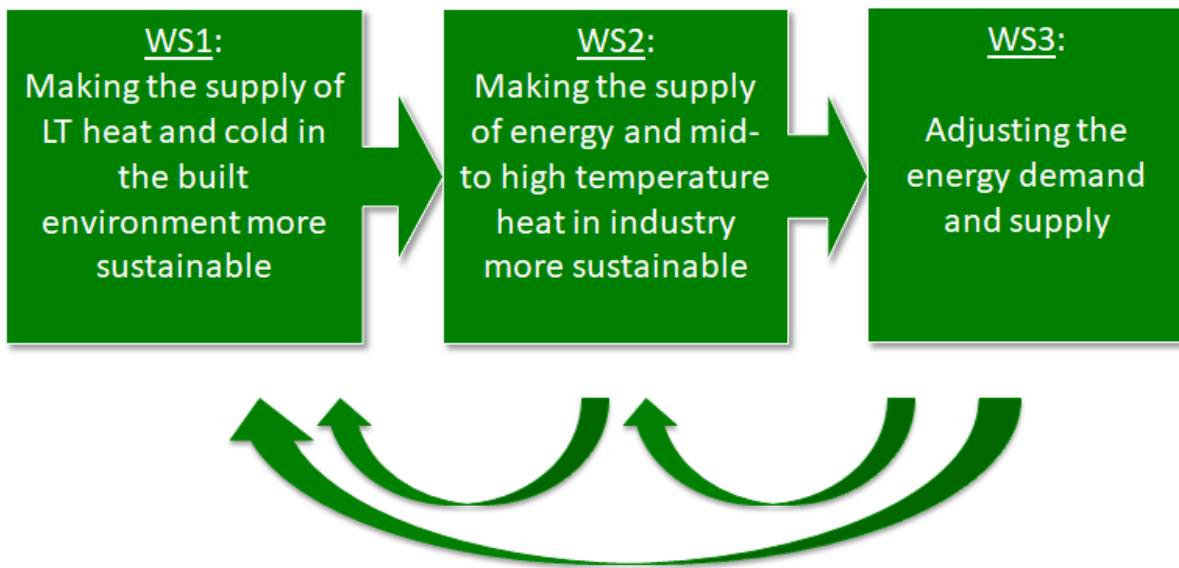 WS1:
Making the supply of
LT heat and cold in
the built
environment more
sustainable
WS2:
Making the supply
of energy and mid-
to high temperature
heat in industry
more sustainable
WS3:
Adjusting the
energy demand
and supply